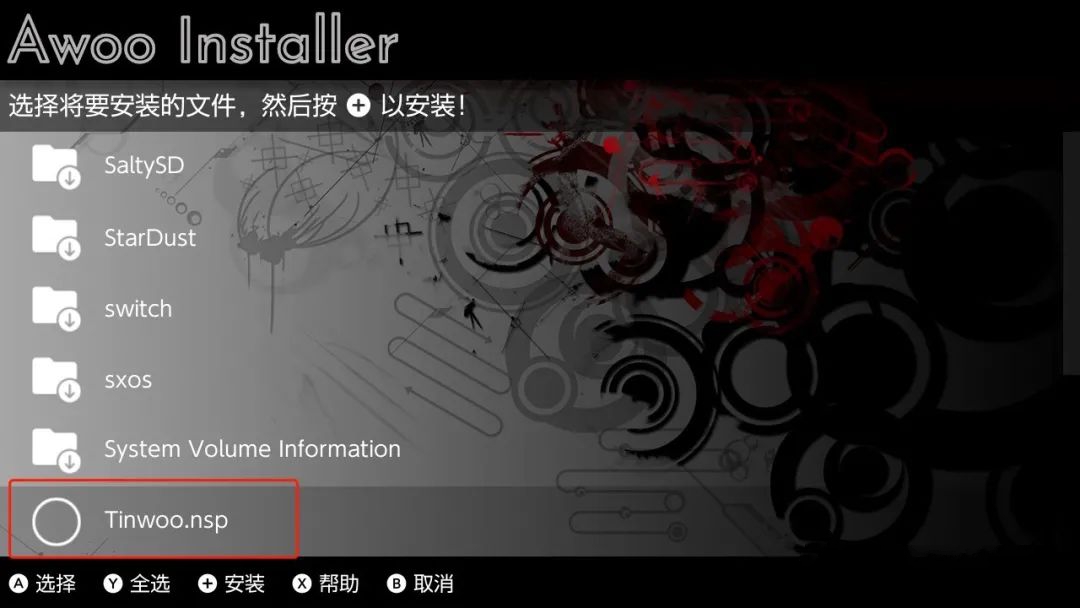 Awoo Installer
选择将要安装的文件，然后按 + 以安装！
SaltySD
StarDust
switch
sxos
System Volume Information
Tinwoo.nsp
A 选择 Y 全选 + 安装 X 帮助 B 取消